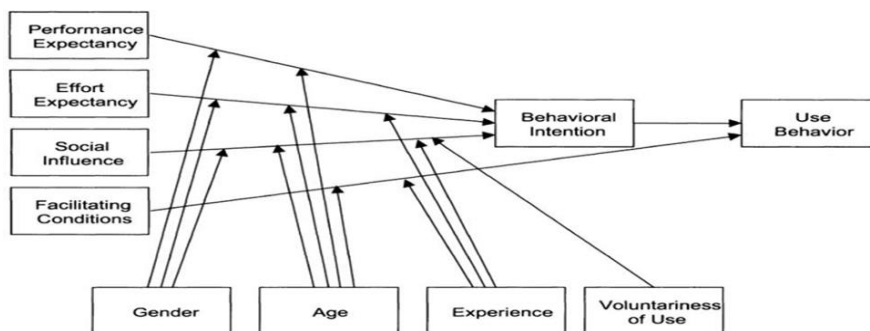 Performance
Expectancy
Effort
Expectancy
Social
Influence
Facilitating
Conditions
Behavioral
Intention
Use
Behavior
Gender
Age
Experience
Voluntariness
of Use